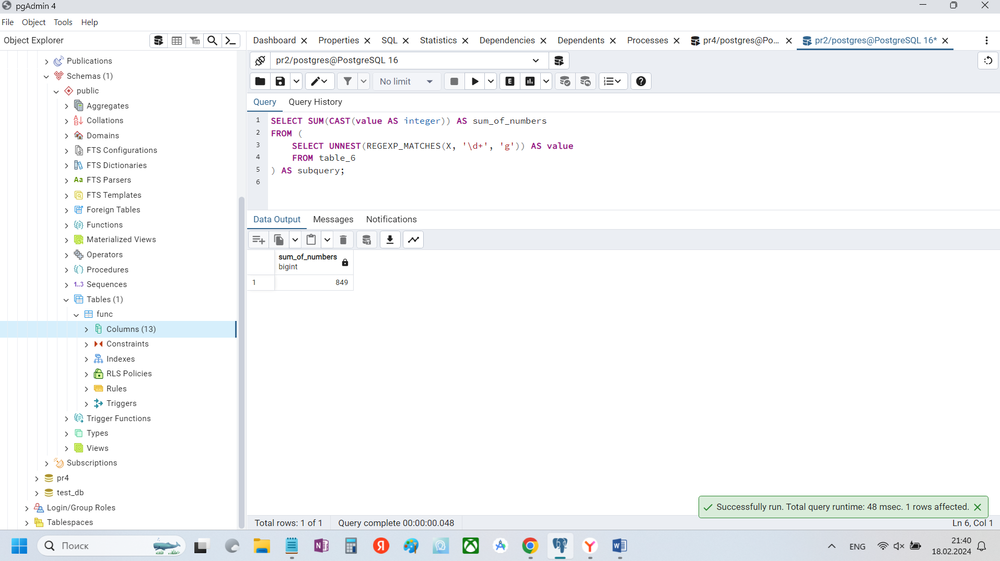 pgAdmin 4
File Object Tools Help
Object Explorer
Dashboard Properties SQL Statistics Dependencies Dependents Processes pr4/postgres@Po... pr2/postgres@PostgreSQL 16*
Publications
Schemas (1)
public
Aggregates
Collations
Domains
FTS Configurations
FTS Dictionaries
Aa FTS Parsers
FTS Templates
Foreign Tables
Functions
Materialized Views
Operators
Procedures
1..3 Sequences
Tables (1)
func
Columns (13)
Constraints
Indexes
RLS Policies
Rules
Triggers
Trigger Functions
Types
Views
Subscriptions
pr4
test_db
Login/Group Roles
Tablespaces
pr2/postgres@PostgreSQL 16
No limit E
Query Query History
1 SELECT SUM(CAST(value AS integer)) AS sum_of_numbers
2 FROM (
3 SELECT UNNEST(REGEXP_MATCHES(X, '\d+', 'g')) AS value
4 FROM table_6
5 ) AS subquery;
6
Data Output Messages Notifications
sum_of_numbers
bigint
1 849
Successfully run. Total query runtime: 48 msec. 1 rows affected.
Total rows: 1 of 1 Query complete 00:00:00.048 Ln 6, Col 1
Поиск
ENG
21:40
18.02.2024